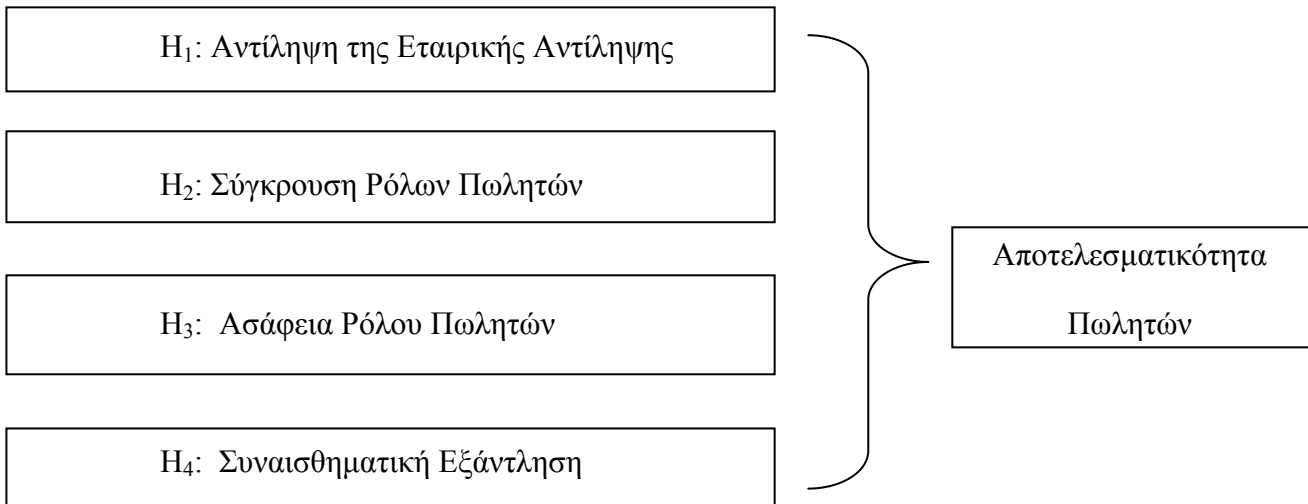 H₁: Αντίληψη της Εταιρικής Αντίληψης
H₂: Σύγκρουση Ρόλων Πωλητών
H₃: Ασάφεια Ρόλου Πωλητών
H₄: Συναισθηματική Εξάντληση
Αποτελεσματικότητα
Πωλητών